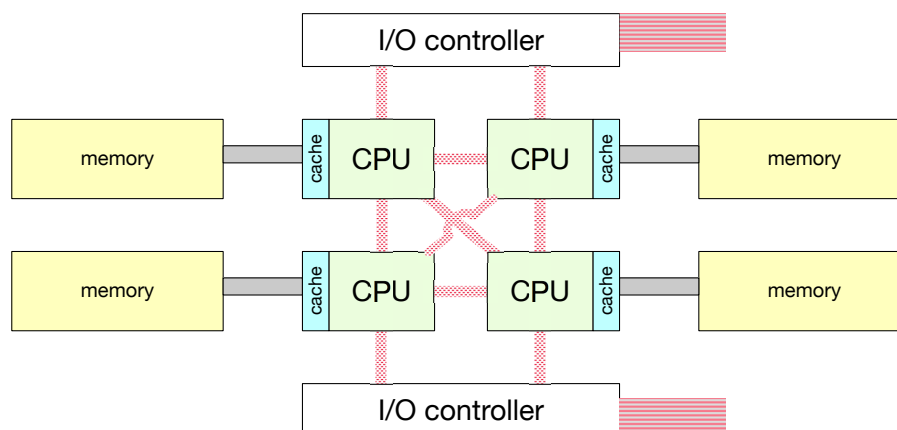 I/O controller
memory
cache
CPU
CPU
cache
memory
memory
cache
CPU
CPU
cache
memory
I/O controller